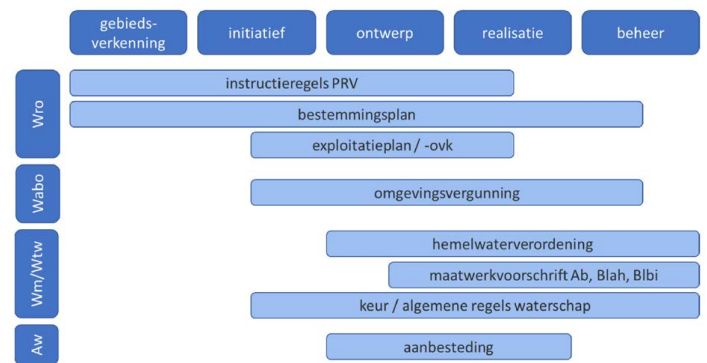 gebieds-
verkenning
initiatief
ontwerp
realisatie
beheer
Wro
instructieregels PRV
bestemmingsplan
exploitatieplan / -ovk
Wabo
omgevingsvergunning
Wm/Wtw
hemelwaterverordening
maatwerkvoorschrift Ab, Blah, Blbi
keur / algemene regels waterschap
Aw
aanbesteding